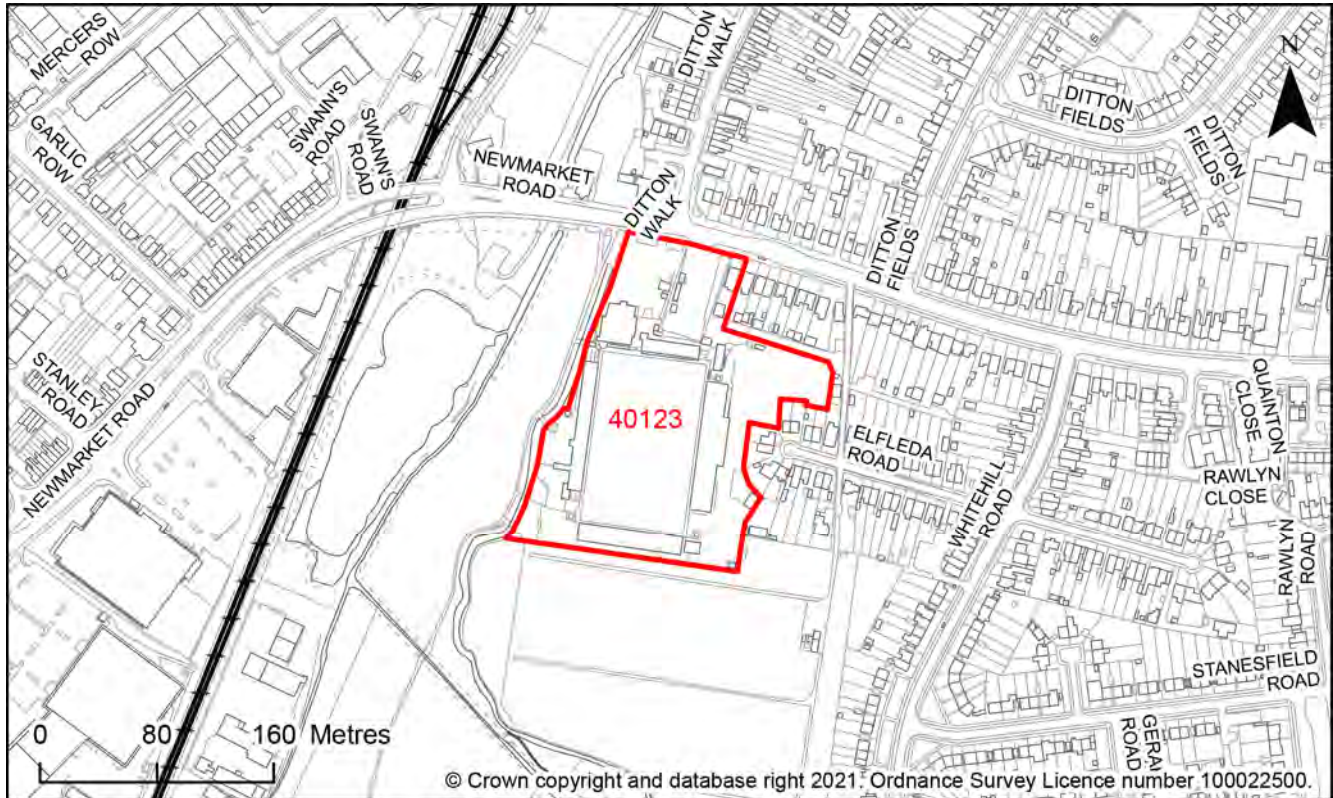 MERCERS
ROW
GARLIC
ROW
SWANN'S
ROAD
SWANN'S
ROAD
NEWMARKET
ROAD
DITTON
WALK
DITTON
WALK
DITTON
FIELDS
DITTON
FIELDS
DITTON
FIELDS
N
STANLEY
ROAD
NEWMARKET ROAD
40123
ELFLEDA
ROAD
WHITEHILL
ROAD
QUAINTON
CLOSE
RAWLYN
CLOSE
RAWLYN
ROAD
STANESFIELD
ROAD
GERAL
ROAD
0 80 160 Metres
© Crown copyright and database right 2021. Ordnance Survey Licence number 100022500.